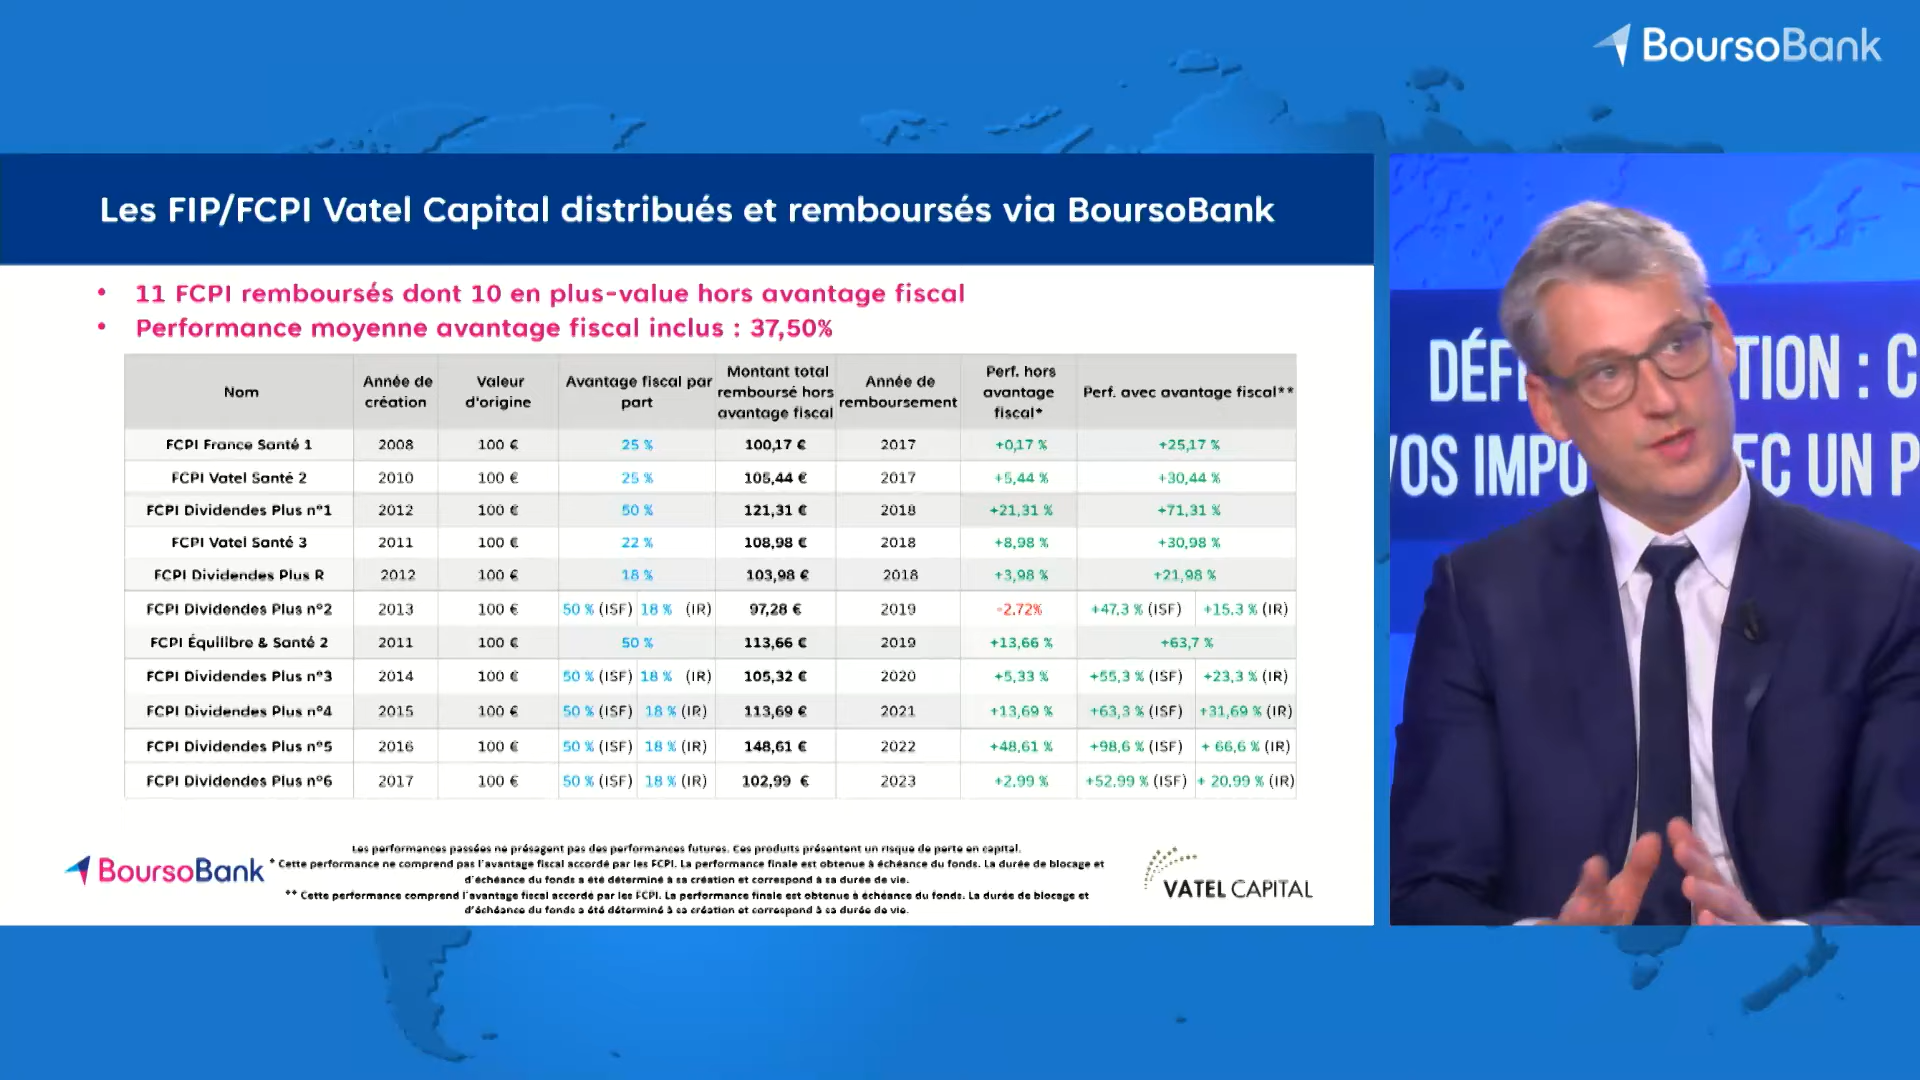 BoursoBank
Les FIP/FCPI Vatel Capital distribués et remboursés via BoursoBank
• 11 FCPI remboursés dont 10 en plus-value hors avantage fiscal
• Performance moyenne avantage fiscal inclus : 37,50%
Nom Année de création Valeur d'origine Avantage fiscal par part Montant total remboursé hors avantage fiscal Année de remboursement Perf. hors avantage fiscal* Perf. avec avantage fiscal**
FCPI France Santé 1 2008 100 € 25 % 100,17 € 2017 +0,17 % +25,17 %
FCPI Vatel Santé 2 2010 100 € 25 % 105,44 € 2017 +5,44 % +30,44 %
FCPI Dividendes Plus n°1 2012 100 € 50 % 121,31 € 2018 +21,31 % +71,31 %
FCPI Vatel Santé 3 2011 100 € 22 % 108,98 € 2018 +8,98 % +30,98 %
FCPI Dividendes Plus R 2012 100 € 18 % 103,98 € 2018 +3,98 % +21,98 %
FCPI Dividendes Plus n°2 2013 100 € 50 % (ISF) 18 % (IR) 97,28 € 2019 -2.72% +47,3 % (ISF) +15,3 % (IR)
FCPI Équilibre & Santé 2 2011 100 € 50 % 113,66 € 2019 +13,66 % +63,7 %
FCPI Dividendes Plus n°3 2014 100 € 50 % (ISF) 18 % (IR) 105,32 € 2020 +5,33 % +55,3 % (ISF) +23,3 % (IR)
FCPI Dividendes Plus n°4 2015 100 € 50 % (ISF) 18 % (IR) 113,69 € 2021 +13,69 % +63,3 % (ISF) +31,69 % (IR)
FCPI Dividendes Plus n°5 2016 100 € 50 % (ISF) 18 % (IR) 148,61 € 2022 +48,61 % +98,6 % (ISF) + 66,6 % (IR)
FCPI Dividendes Plus n°6 2017 100 € 50 % (ISF) 18 % (IR) 102,99 € 2023 +2,99 % +52,99 % (ISF) + 20,99 % (IR)
Les performances passées ne présagent pas des performances futures. Ces produits présentent un risque de perte en capital.
* Cette performance ne comprend pas l'avantage fiscal accordé par les FCPI. La performance finale est obtenue à échéance du fonds. La durée de blocage et
d'échéance du fonds a été déterminé à sa création et correspond à sa durée de vie.
** Cette performance comprend l'avantage fiscal accordé par les FCPI. La performance finale est obtenue à échéance du fonds. La durée de blocage et
d'échéance du fonds a été déterminé à sa création et correspond à sa durée de vie.
BoursoBank
VATEL CAPITAL
DÉFI TION : C
VOS IMPO EC UN P